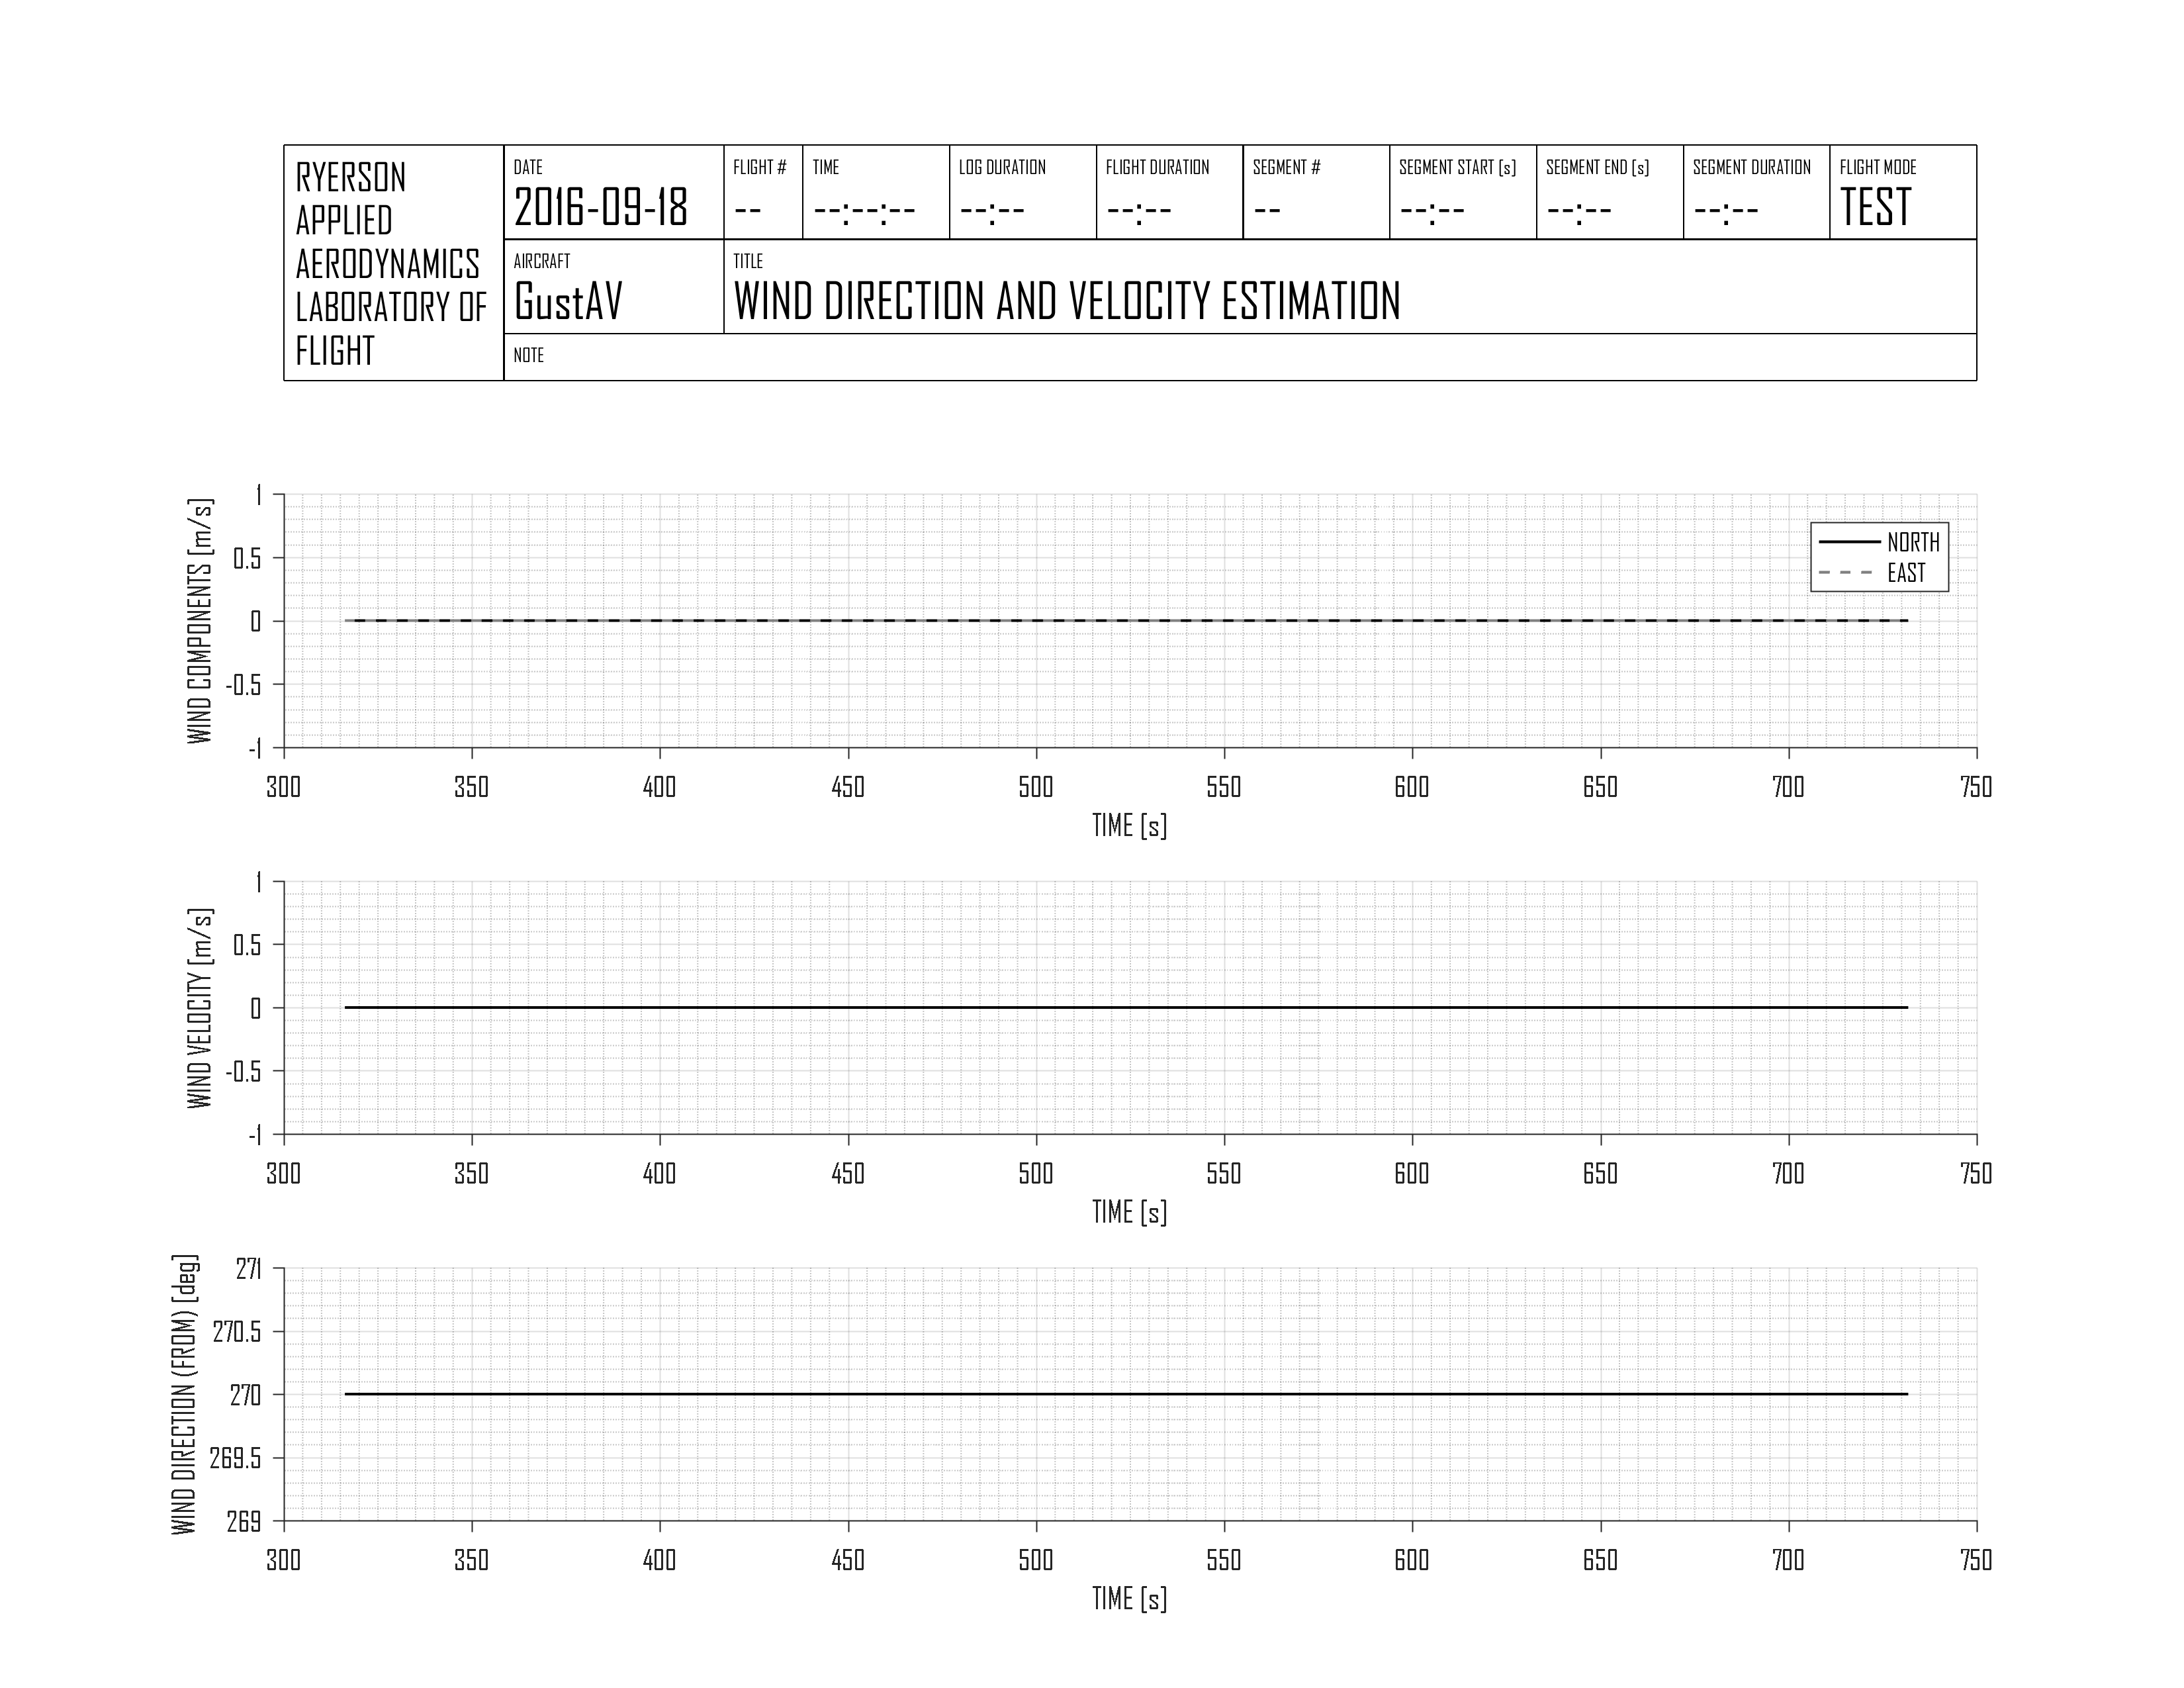 RYERSON
APPLIED
AERODYNAMICS
LABORATORY OF
FLIGHT
DATE
2016-09-18
FLIGHT #
--
TIME
--:--:--
LOG DURATION
--:--
FLIGHT DURATION
--:--
SEGMENT #
--
SEGMENT START [s]
--:--
SEGMENT END [s]
--:--
SEGMENT DURATION
--:--
FLIGHT MODE
TEST
AIRCRAFT
GustAV
TITLE
WIND DIRECTION AND VELOCITY ESTIMATION
NOTE
WIND COMPONENTS [m/s]
1
0.5
0
-0.5
-1
NORTH
EAST
300 350 400 450 500 550 600 650 700 750
TIME [s]
WIND VELOCITY [m/s]
1
0.5
0
-0.5
-1
300 350 400 450 500 550 600 650 700 750
TIME [s]
WIND DIRECTION (FROM) [deg]
271
270.5
270
269.5
269
300 350 400 450 500 550 600 650 700 750
TIME [s]